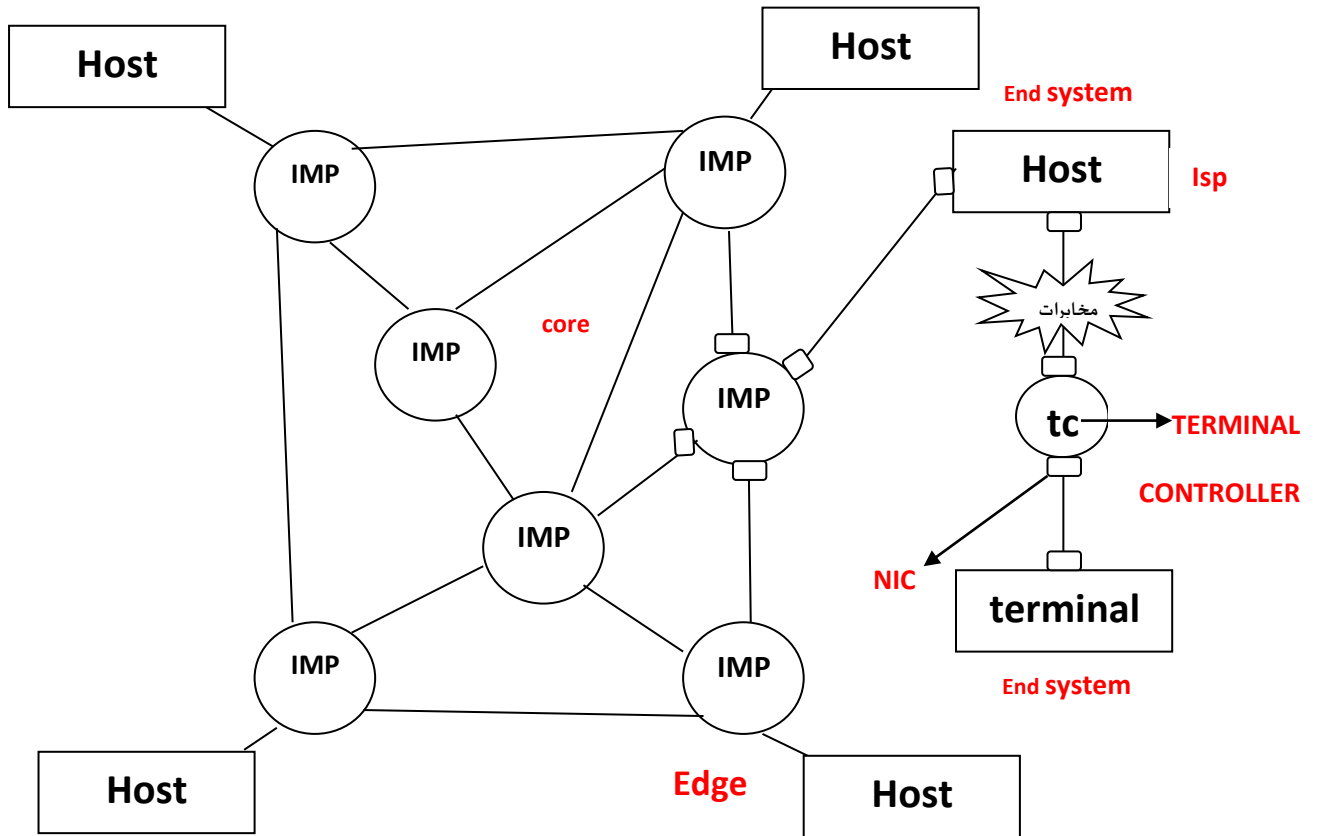 Host
Host
End system
IMP
IMP
Host
Isp
مخابرات
core
IMP
IMP
tc
TERMINAL
CONTROLLER
IMP
NIC
terminal
IMP
IMP
End system
Host
Edge
Host